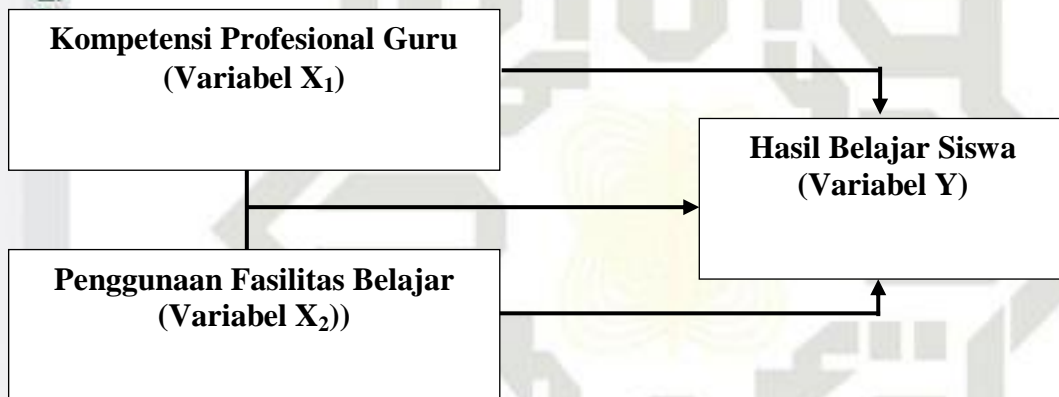 Kompetensi Profesional Guru
(Variabel X₁)
Hasil Belajar Siswa
(Variabel Y)
Penggunaan Fasilitas Belajar
(Variabel X₂))